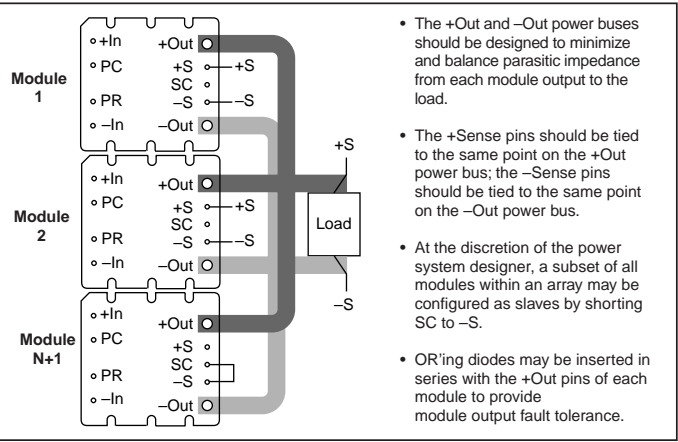 Module
1
+In
PC
PR
–In
+Out
+S
SC
–S
–Out
+S
–S
Module
2
+In
PC
PR
–In
+Out
+S
SC
–S
–Out
+S
–S
Module
N+1
+In
PC
PR
–In
+Out
+S
SC
–S
–Out
+S
Load
–S
• The +Out and –Out power buses
should be designed to minimize
and balance parasitic impedance
from each module output to the
load.
• The +Sense pins should be tied
to the same point on the +Out
power bus; the –Sense pins
should be tied to the same point
on the –Out power bus.
• At the discretion of the power
system designer, a subset of all
modules within an array may be
configured as slaves by shorting
SC to –S.
• OR'ing diodes may be inserted in
series with the +Out pins of each
module to provide
module output fault tolerance.